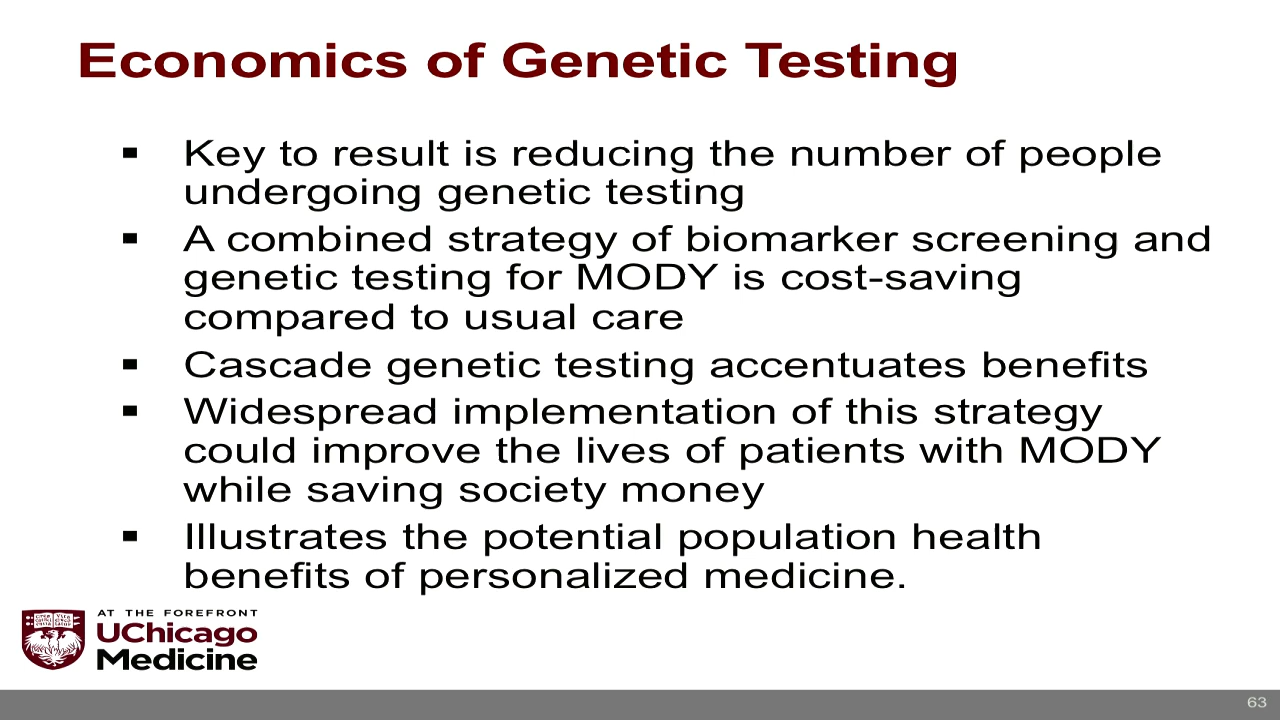 Economics of Genetic Testing
▪ Key to result is reducing the number of people
undergoing genetic testing
▪ A combined strategy of biomarker screening and
genetic testing for MODY is cost-saving
compared to usual care
▪ Cascade genetic testing accentuates benefits
▪ Widespread implementation of this strategy
could improve the lives of patients with MODY
while saving society money
▪ Illustrates the potential population health
benefits of personalized medicine.
AT THE FOREFRONT
UChicago
Medicine
63